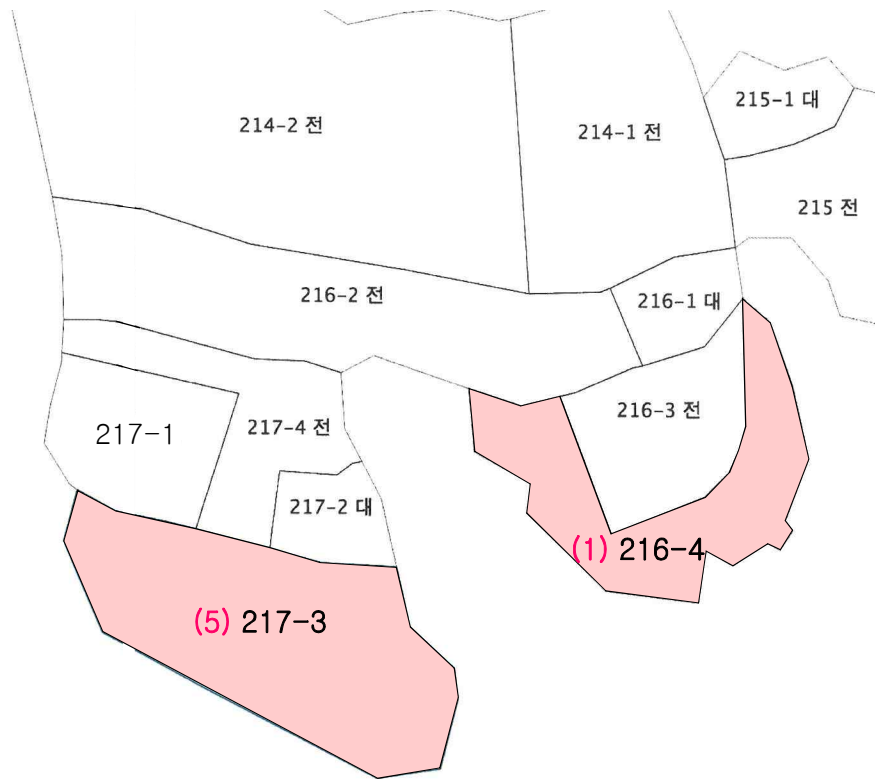 215-1 대
214-2 전
214-1 전
215 전
216-2 전
216-1 대
216-3 전
217-1
217-4 전
217-2 대
(1) 216-4
(5) 217-3